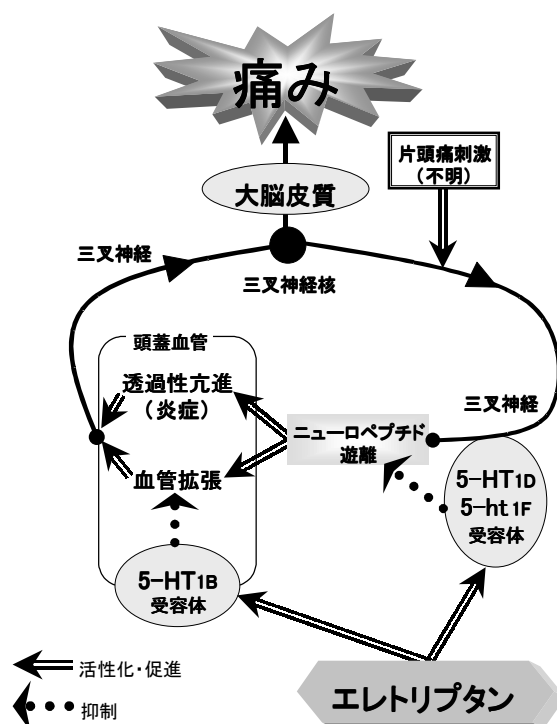 痛み
片頭痛刺激
（不明）
大脳皮質
三叉神経
三叉神経核
頭蓋血管
透過性亢進
（炎症）
三叉神経
ニューロペプチド
遊離
血管拡張
5-HT1D
5-ht1F
受容体
5-HT1B
受容体
活性化・促進
抑制
エレトリプタン